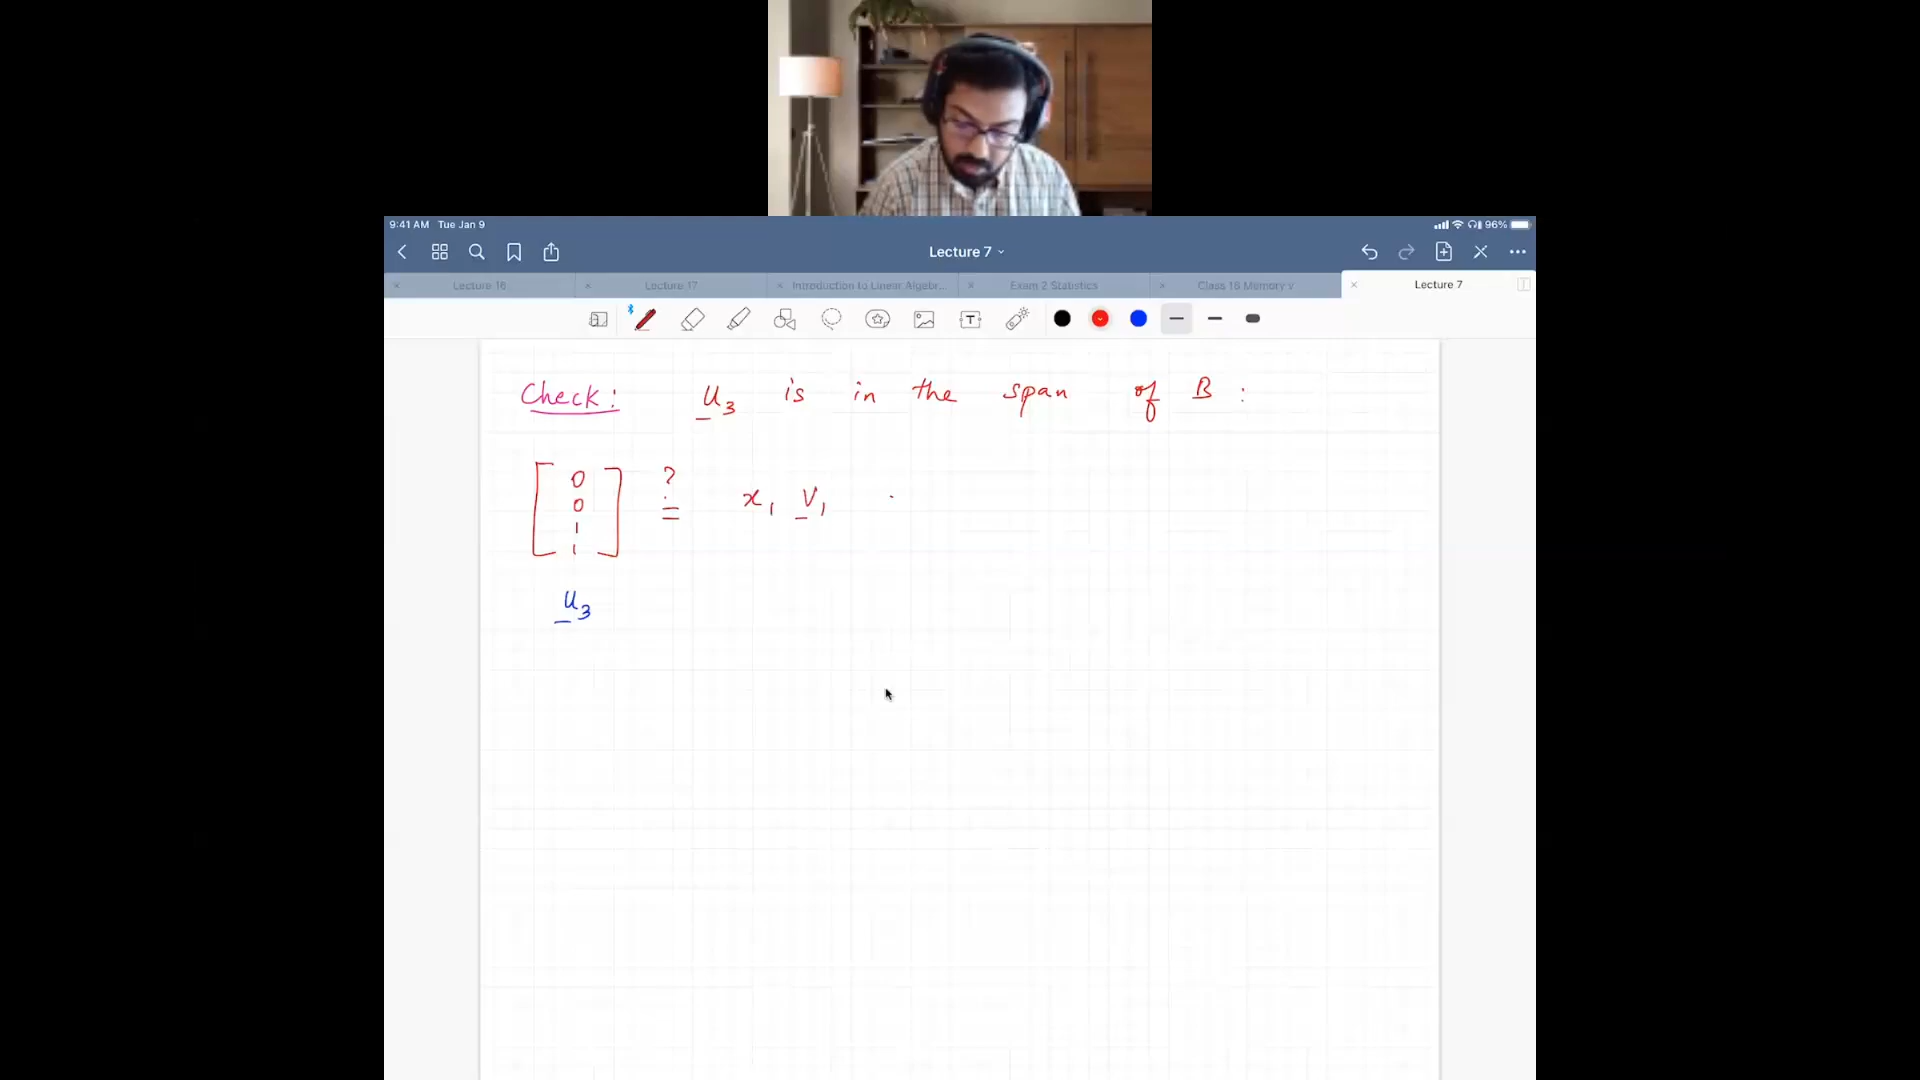 9:41 AM Tue Jan 9
96%
Lecture 7
Lecture 16
Lecture 17
Introduction to Linear Algebr...
Exam 2 Statistics
Class 16 Memory v
Lecture 7
Check: u3 is in the span of B :
[ 0 0 1 1 ] ?= x1 v1
u3